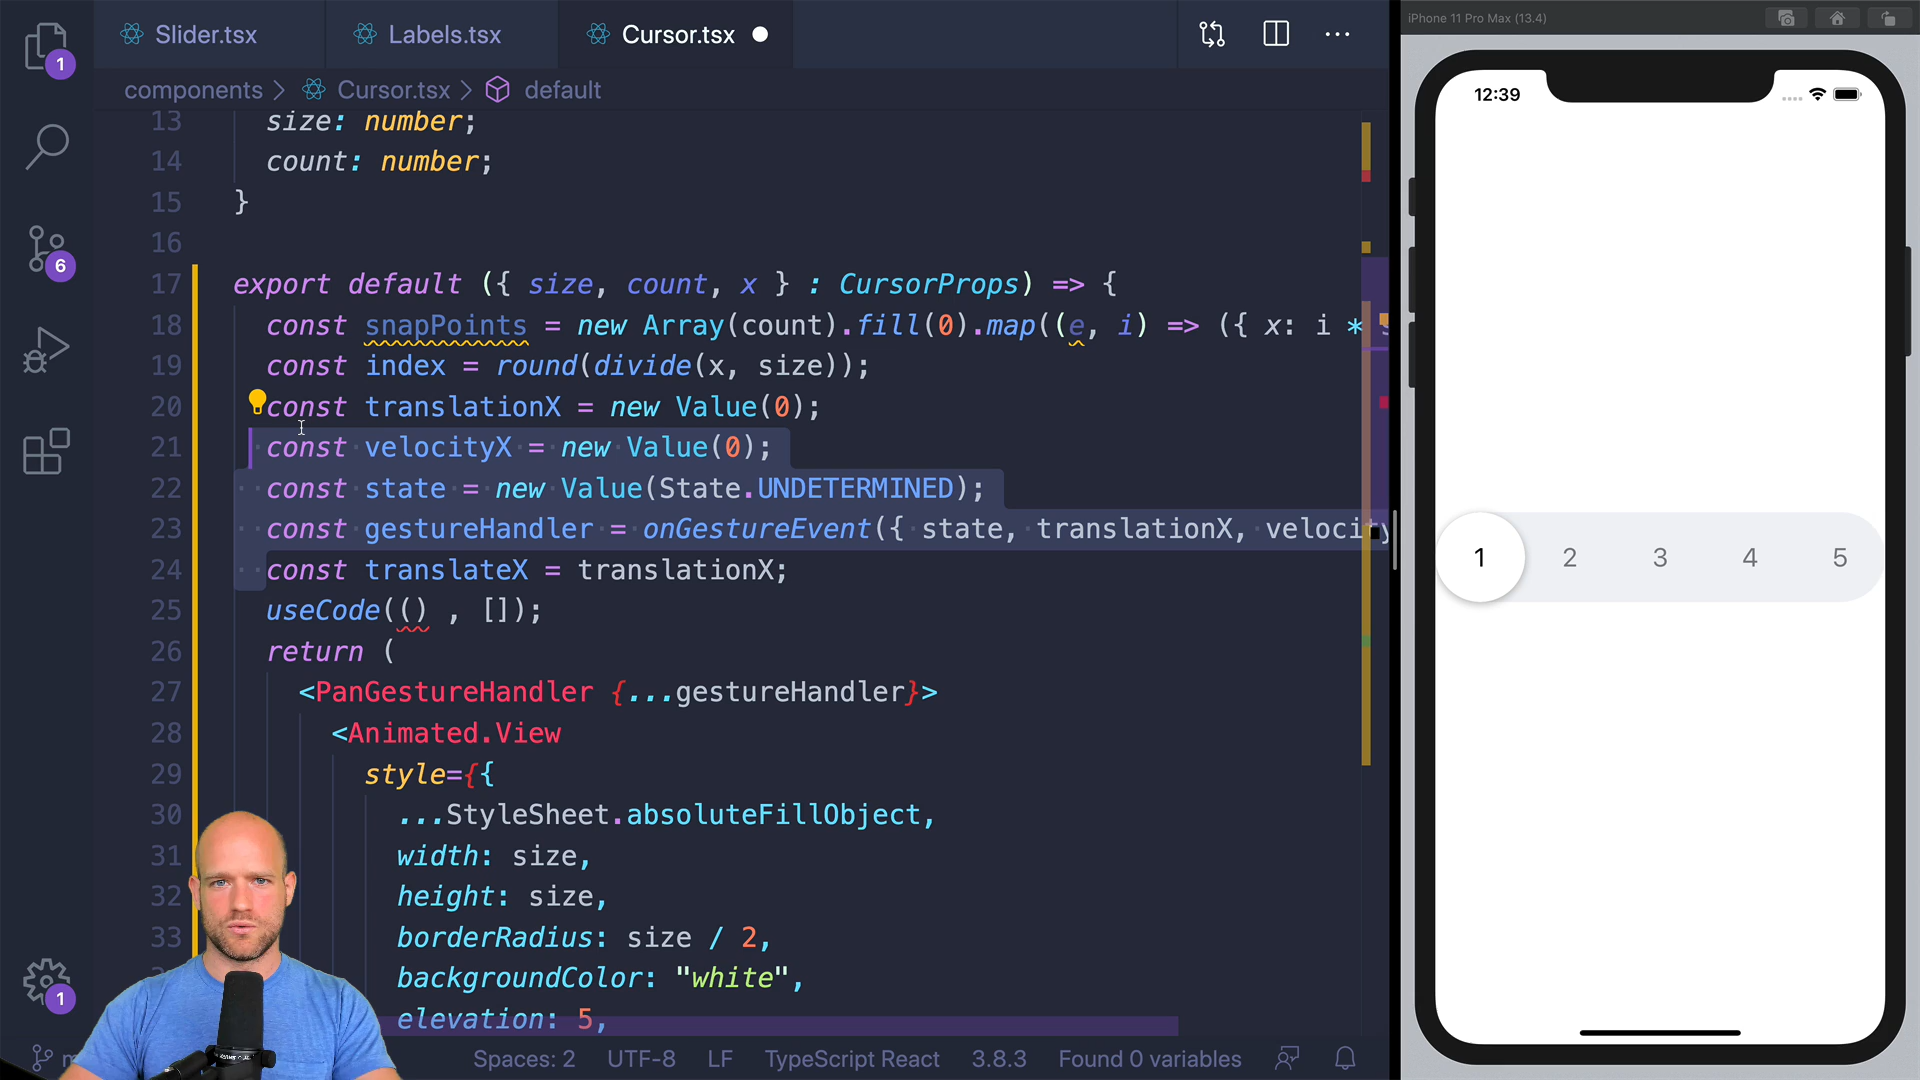 Slider.tsx
Labels.tsx
Cursor.tsx
iPhone 11 Pro Max (13.4)
1
components > Cursor.tsx > default
12:39
13 size: number;
14 count: number;
15 }
16
6
17 export default ({ size, count, x } : CursorProps) => {
18 const snapPoints = new Array(count).fill(0).map((e, i) => ({ x: i *
19 const index = round(divide(x, size));
20 const translationX = new Value(0);
21 const velocityX = new Value(0);
22 const state = new Value(State.UNDETERMINED);
23 const gestureHandler = onGestureEvent({ state, translationX, velocity
24 const translateX = translationX;
25 useCode(() , []);
26 return (
27 <PanGestureHandler {...gestureHandler}>
28 <Animated.View
29 style={{
30 ...StyleSheet.absoluteFillObject,
31 width: size,
32 height: size,
33 borderRadius: size / 2,
backgroundColor: "white",
elevation: 5,
1 2 3 4 5
1
Spaces: 2 UTF-8 LF TypeScript React 3.8.3 Found 0 variables